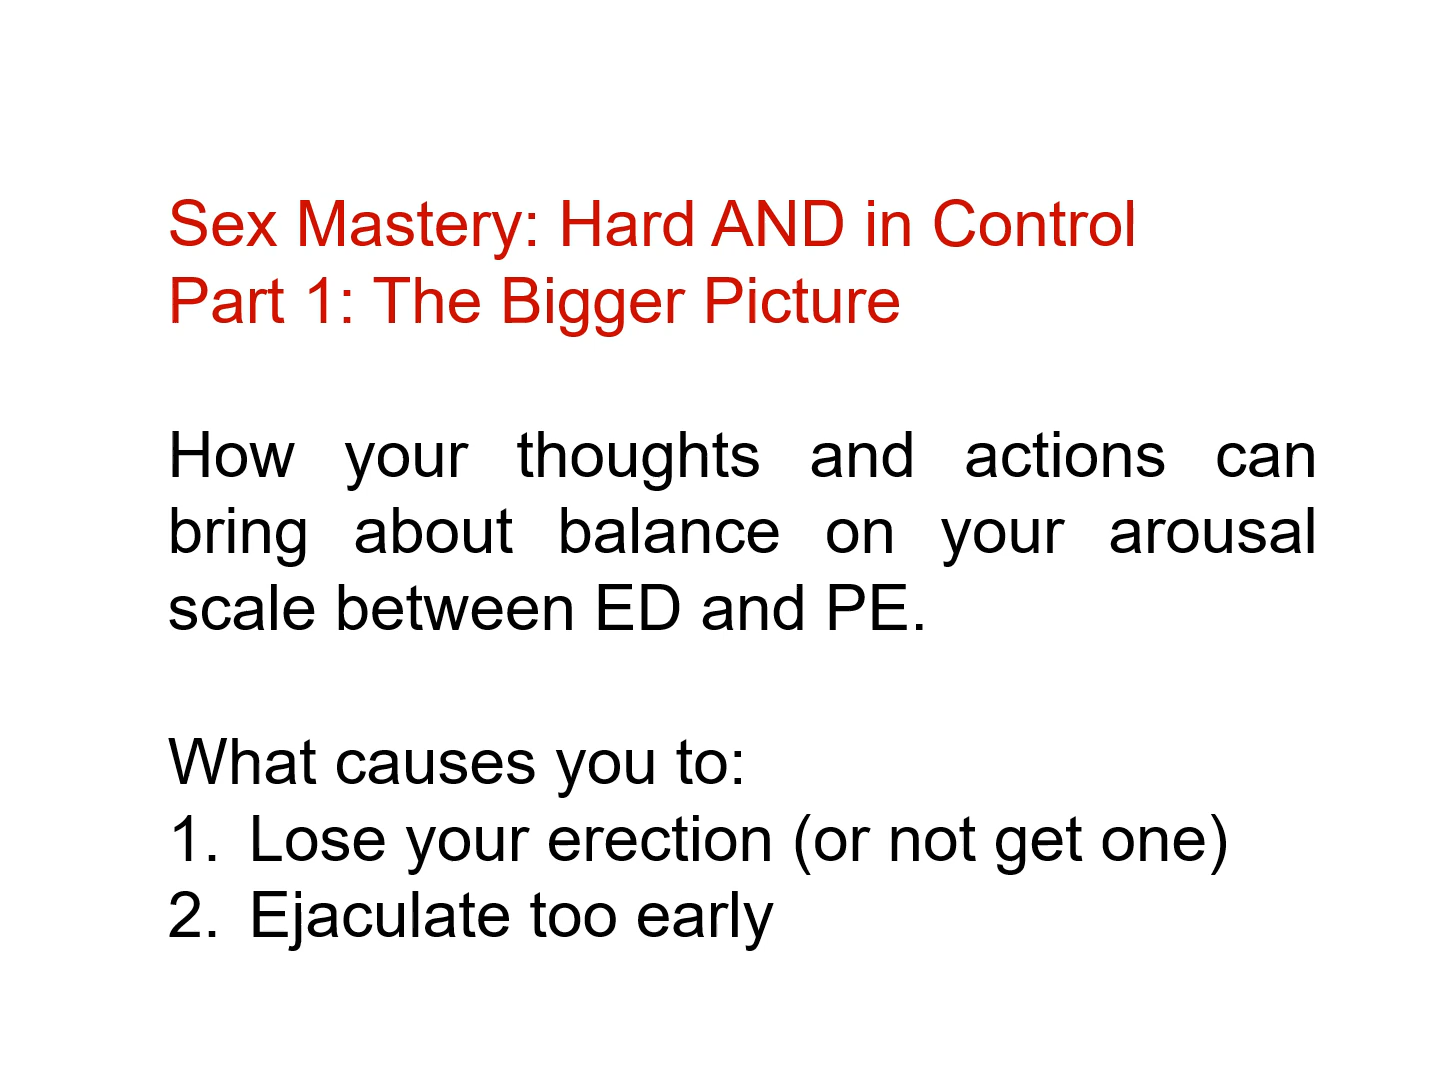 Sex Mastery: Hard AND in Control
Part 1: The Bigger Picture
How your thoughts and actions can
bring about balance on your arousal
scale between ED and PE.
What causes you to:
1. Lose your erection (or not get one)
2. Ejaculate too early